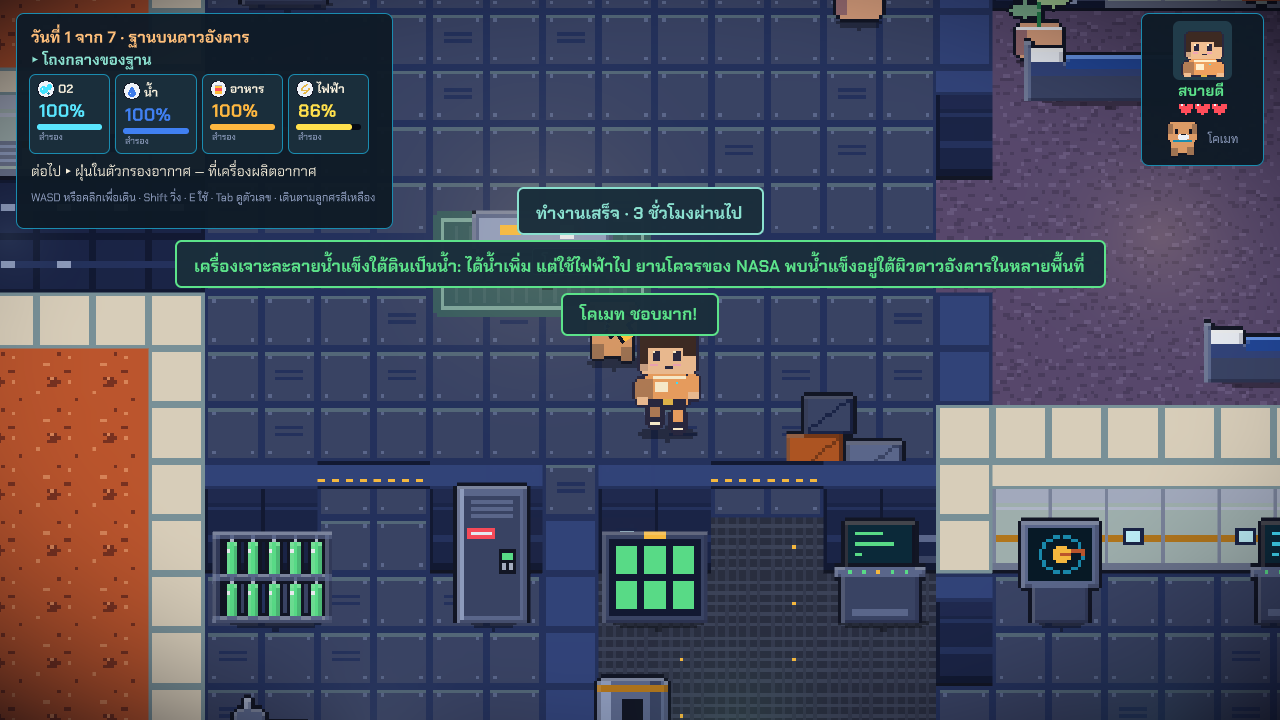 วันที่ 1 จาก 7 · ฐานบนดาวอังคาร
▸ โถงกลางของฐาน
O2
100%
สำรอง
น้ำ
100%
สำรอง
อาหาร
100%
สำรอง
ไฟฟ้า
86%
สำรอง
ต่อไป ▸ ฝุ่นในตัวกรองอากาศ — ที่เครื่องผลิตอากาศ
WASD หรือคลิกเพื่อเดิน · Shift วิ่ง · E ใช้ · Tab ดูตัวเลข · เดินตามลูกศรสีเหลือง
สบายดี
โคเมท
ทำงานเสร็จ · 3 ชั่วโมงผ่านไป
เครื่องเจาะละลายน้ำแข็งใต้ดินเป็นน้ำ: ได้น้ำเพิ่ม แต่ใช้ไฟฟ้าไป ยานโคจรของ NASA พบน้ำแข็งอยู่ใต้ผิวดาวอังคารในหลายพื้นที่
โคเมท ชอบมาก!